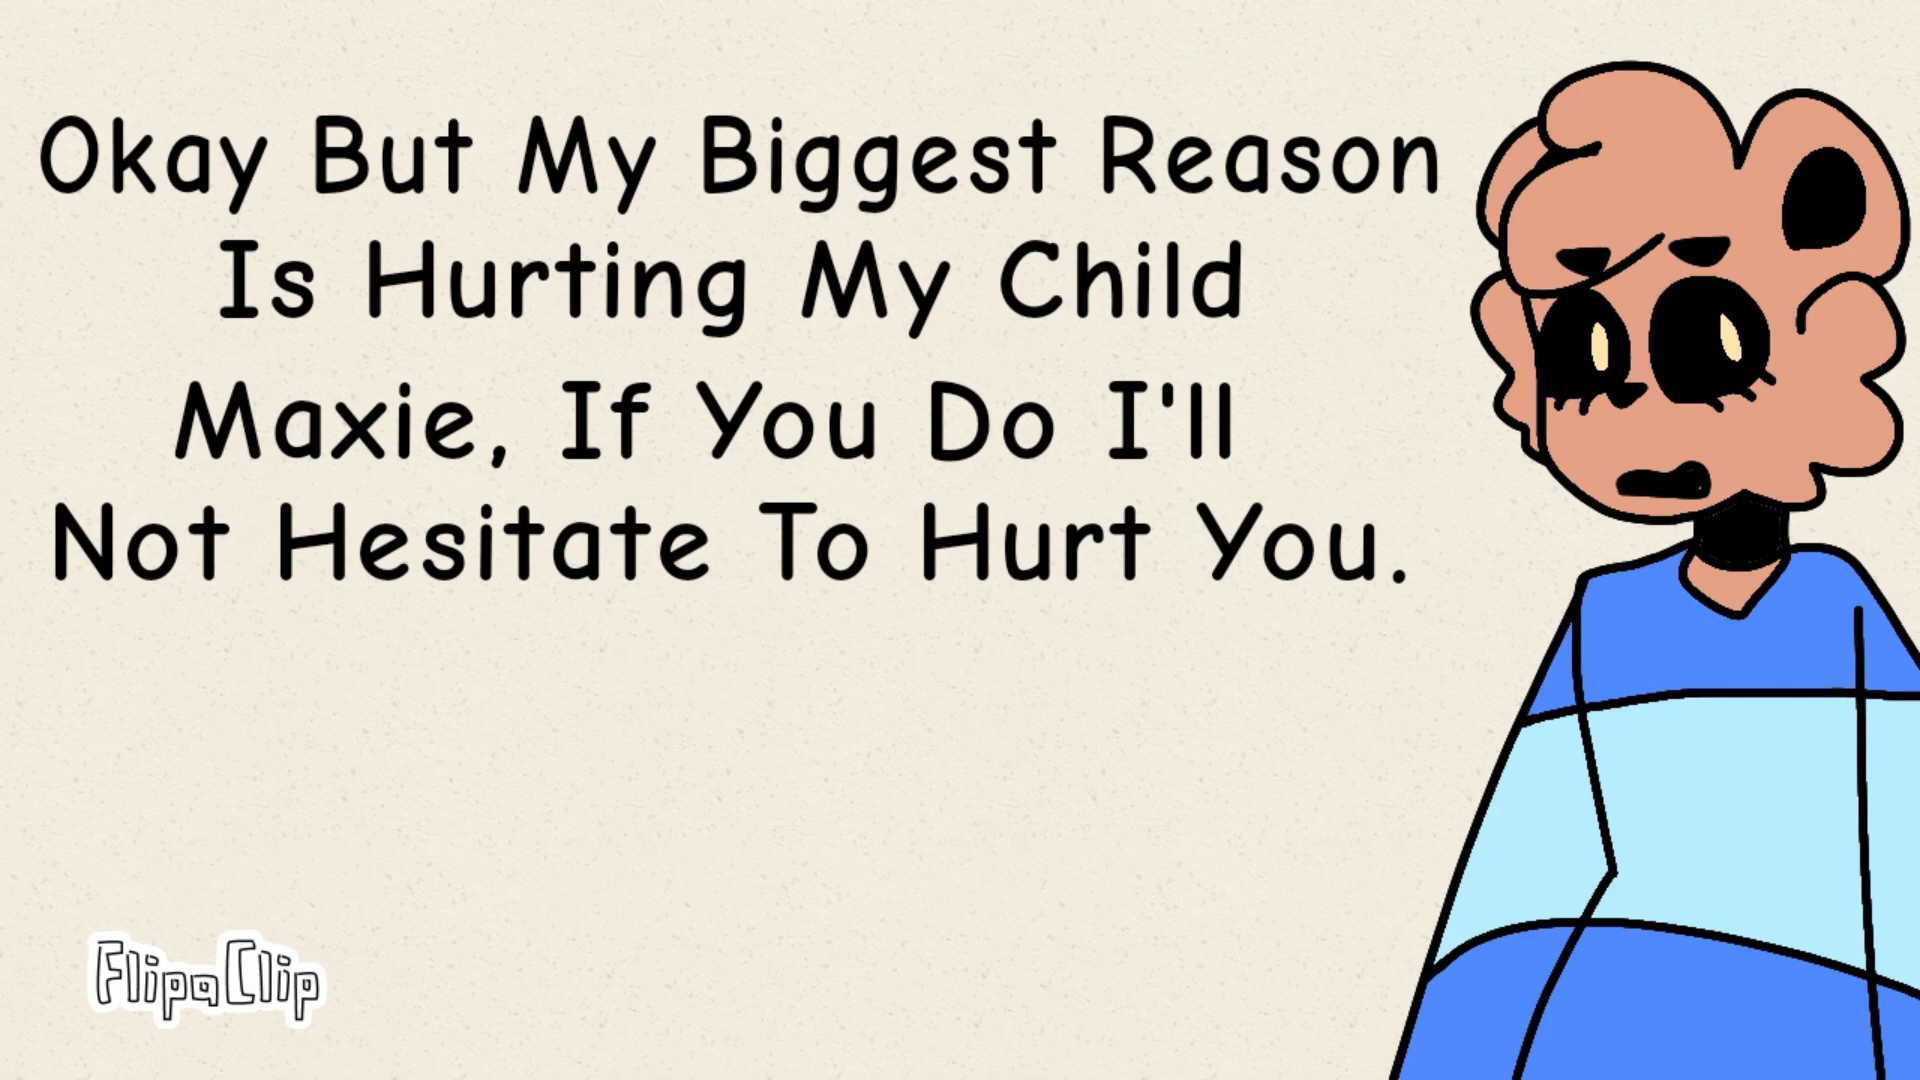 Okay But My Biggest Reason
Is Hurting My Child
Maxie, If You Do I'll
Not Hesitate To Hurt You.
FlipaClip